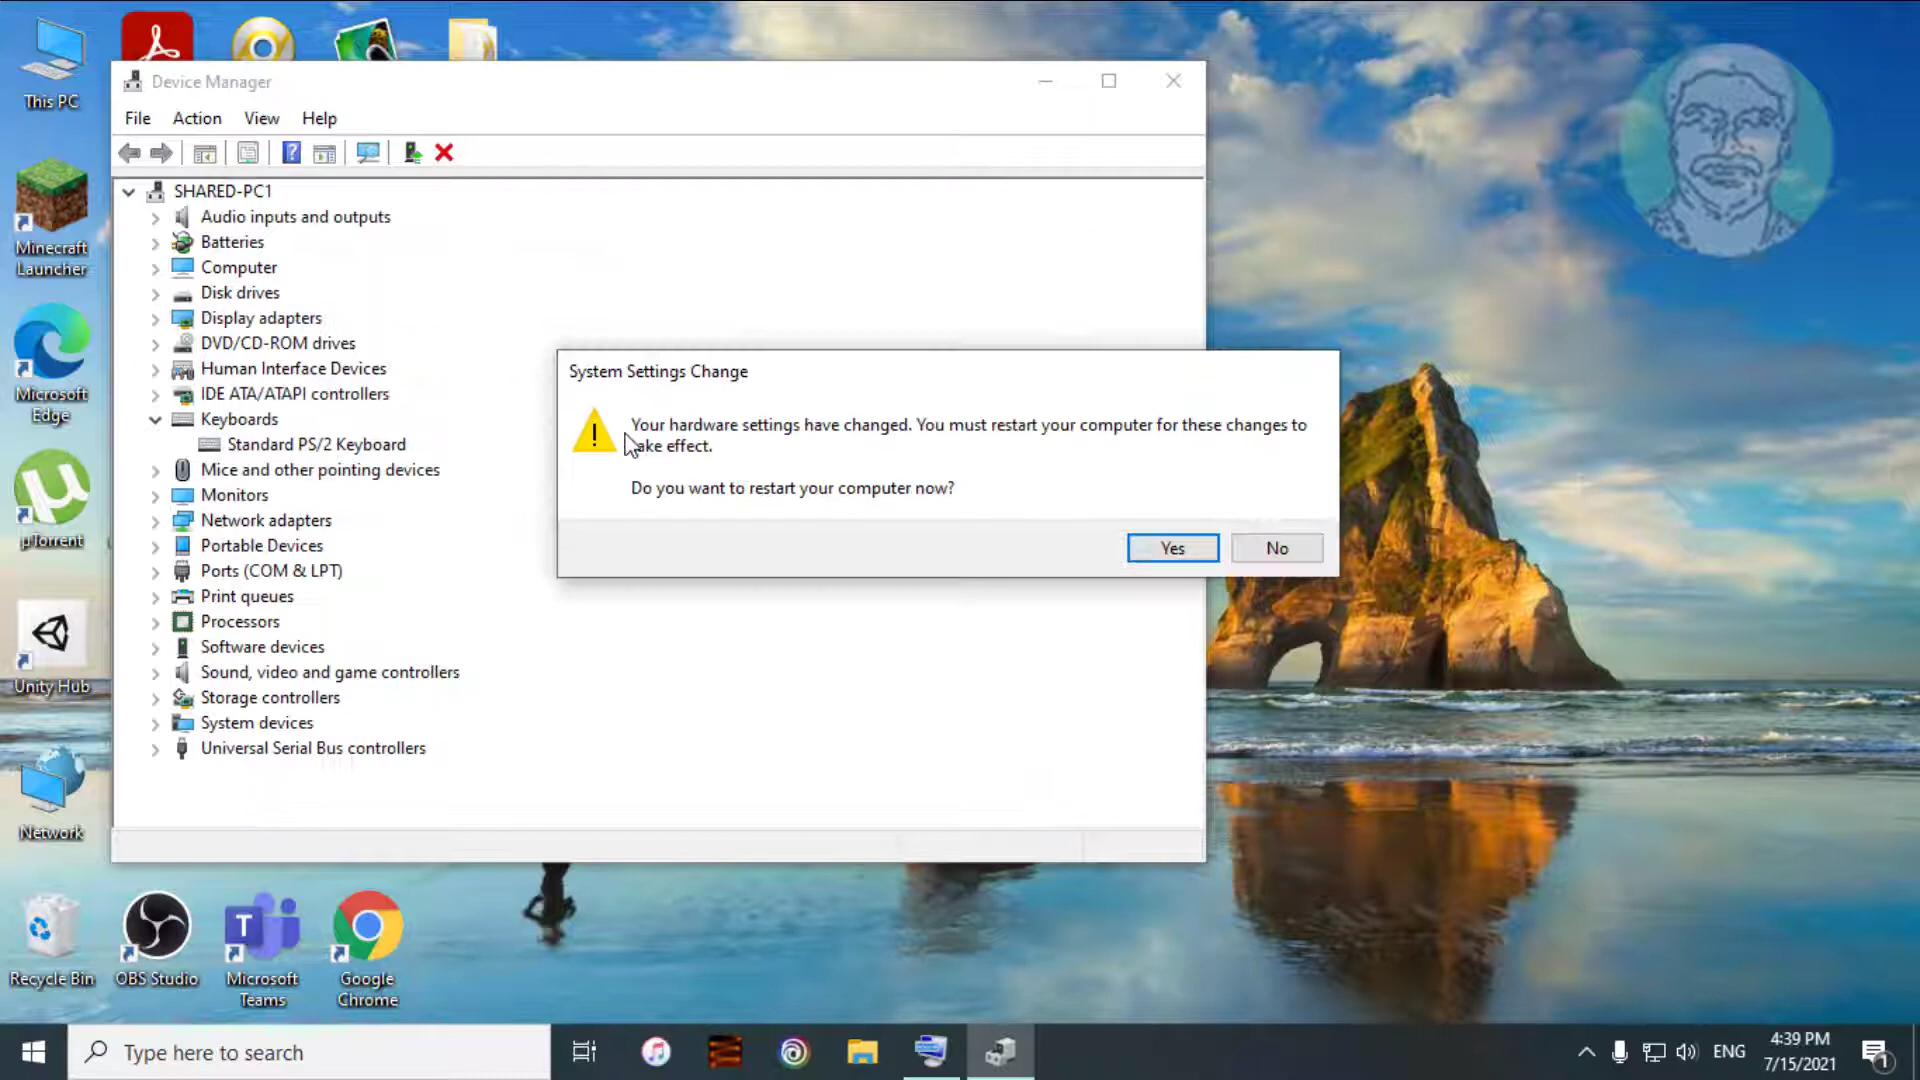 This PC
Minecraft
Launcher
Microsoft
Edge
µTorrent
Unity Hub
Network
Recycle Bin
OBS Studio
Microsoft
Teams
Google
Chrome
Device Manager
File Action View Help
SHARED-PC1
Audio inputs and outputs
Batteries
Computer
Disk drives
Display adapters
DVD/CD-ROM drives
Human Interface Devices
IDE ATA/ATAPI controllers
Keyboards
Standard PS/2 Keyboard
Mice and other pointing devices
Monitors
Network adapters
Portable Devices
Ports (COM & LPT)
Print queues
Processors
Software devices
Sound, video and game controllers
Storage controllers
System devices
Universal Serial Bus controllers
System Settings Change
Your hardware settings have changed. You must restart your computer for these changes to
take effect.
Do you want to restart your computer now?
Yes No
Type here to search
ENG
4:39 PM
7/15/2021
1